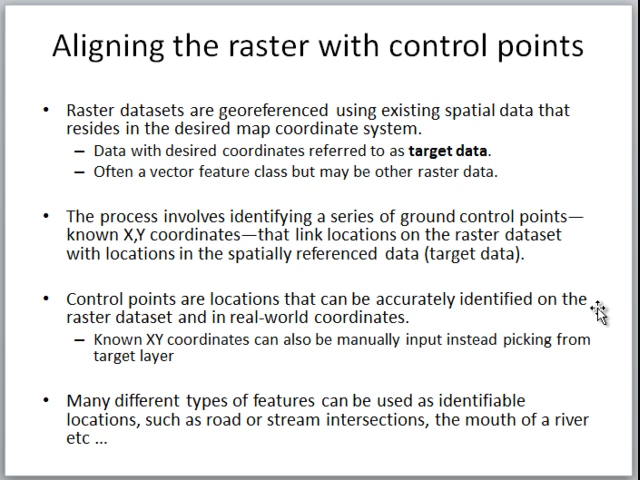 Aligning the raster with control points
• Raster datasets are georeferenced using existing spatial data that
resides in the desired map coordinate system.
– Data with desired coordinates referred to as target data.
– Often a vector feature class but may be other raster data.
• The process involves identifying a series of ground control points—
known X,Y coordinates—that link locations on the raster dataset
with locations in the spatially referenced data (target data).
• Control points are locations that can be accurately identified on the
raster dataset and in real-world coordinates.
– Known XY coordinates can also be manually input instead picking from
target layer
• Many different types of features can be used as identifiable
locations, such as road or stream intersections, the mouth of a river
etc ...